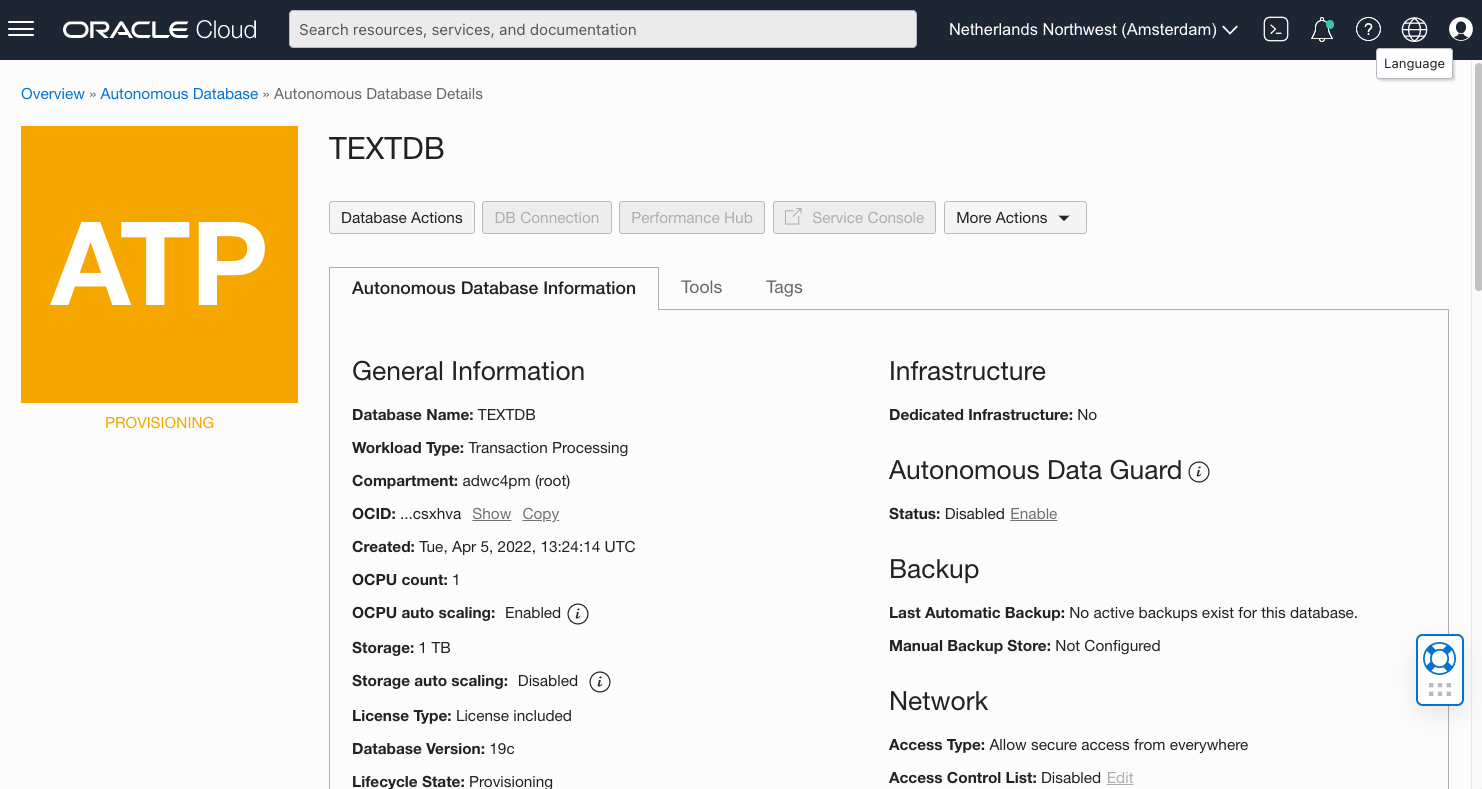 ORACLE Cloud
Search resources, services, and documentation
Netherlands Northwest (Amsterdam)
Language
Overview » Autonomous Database » Autonomous Database Details
ATP
PROVISIONING
TEXTDB
Database Actions
DB Connection
Performance Hub
Service Console
More Actions
Autonomous Database Information
Tools
Tags
General Information
Database Name: TEXTDB
Workload Type: Transaction Processing
Compartment: adwc4pm (root)
OCID: ...csxhva Show Copy
Created: Tue, Apr 5, 2022, 13:24:14 UTC
OCPU count: 1
OCPU auto scaling: Enabled i
Storage: 1 TB
Storage auto scaling: Disabled i
License Type: License included
Database Version: 19c
Lifecycle State: Provisioning
Infrastructure
Dedicated Infrastructure: No
Autonomous Data Guard i
Status: Disabled Enable
Backup
Last Automatic Backup: No active backups exist for this database.
Manual Backup Store: Not Configured
Network
Access Type: Allow secure access from everywhere
Access Control List: Disabled Edit